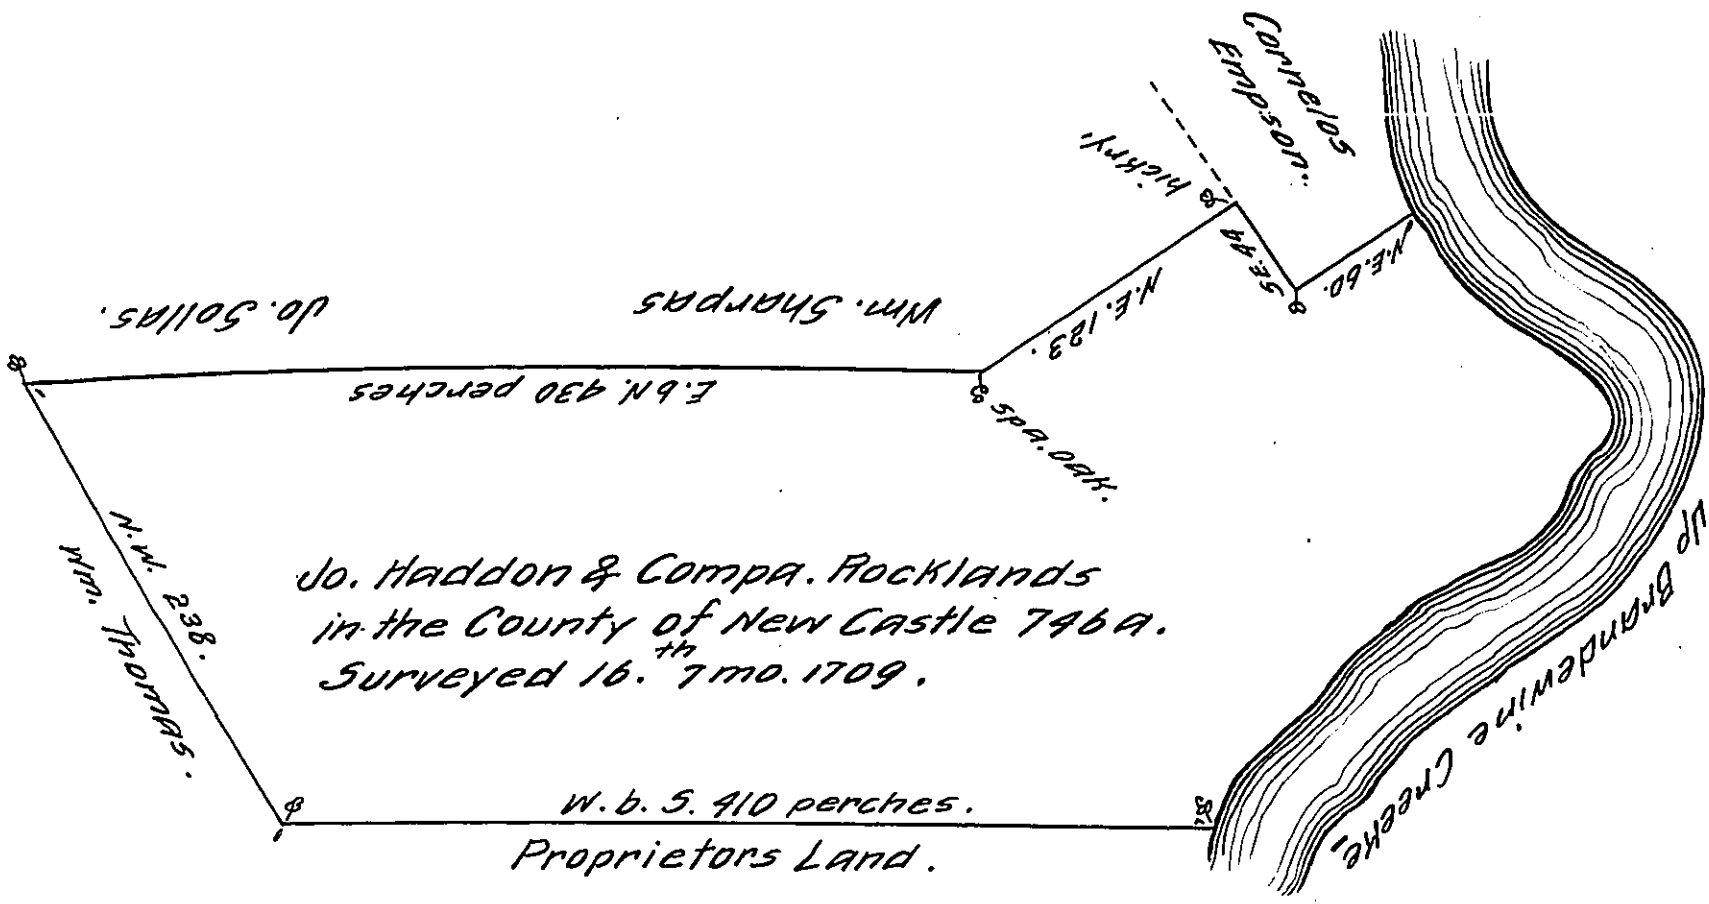 Cornelos
Empson..
hickry,
S.E. 44
N.E. 60.
N.E. 123.
Jo. Sollas.
Wm. Sharpas
E. b N. 430 perches
Spa. oak.
N.W. 238.
Wm. Thomas.
Jo. Haddon & Compa. Rocklands
in the County of New Castle 746 a.
Surveyed 16.th 7 mo. 1709.
W. b. S. 410 perches.
Proprietors Land.
Up Brandewine Creeke